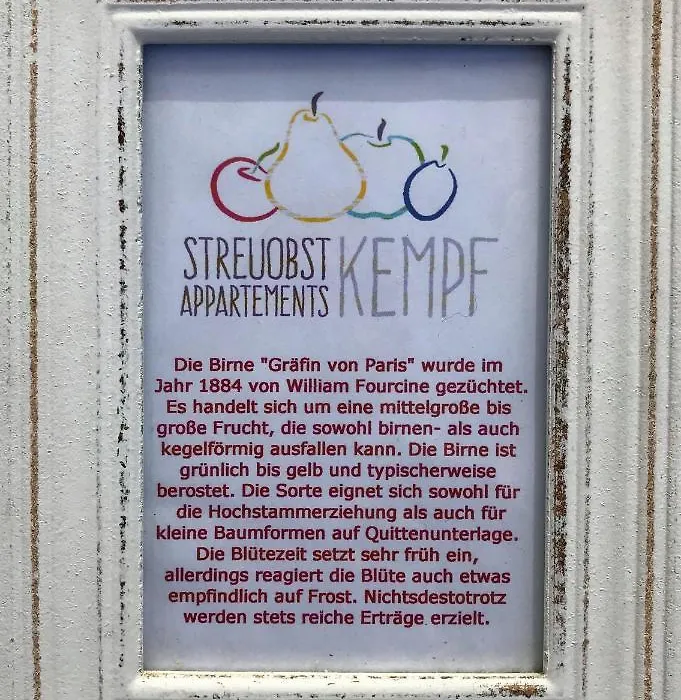 STREUOBST KEMPF
APPARTEMENTS
Die Birne "Gräfin von Paris" wurde im
Jahr 1884 von William Fourcine gezüchtet.
Es handelt sich um eine mittelgroße bis
große Frucht, die sowohl birnen- als auch
kegelförmig ausfallen kann. Die Birne ist
grünlich bis gelb und typischerweise
berostet. Die Sorte eignet sich sowohl für
die Hochstammerziehung als auch für
kleine Baumformen auf Quittenunterlage.
Die Blütezeit setzt sehr früh ein,
allerdings reagiert die Blüte auch etwas
empfindlich auf Frost. Nichtsdestotrotz
werden stets reiche Erträge erzielt.